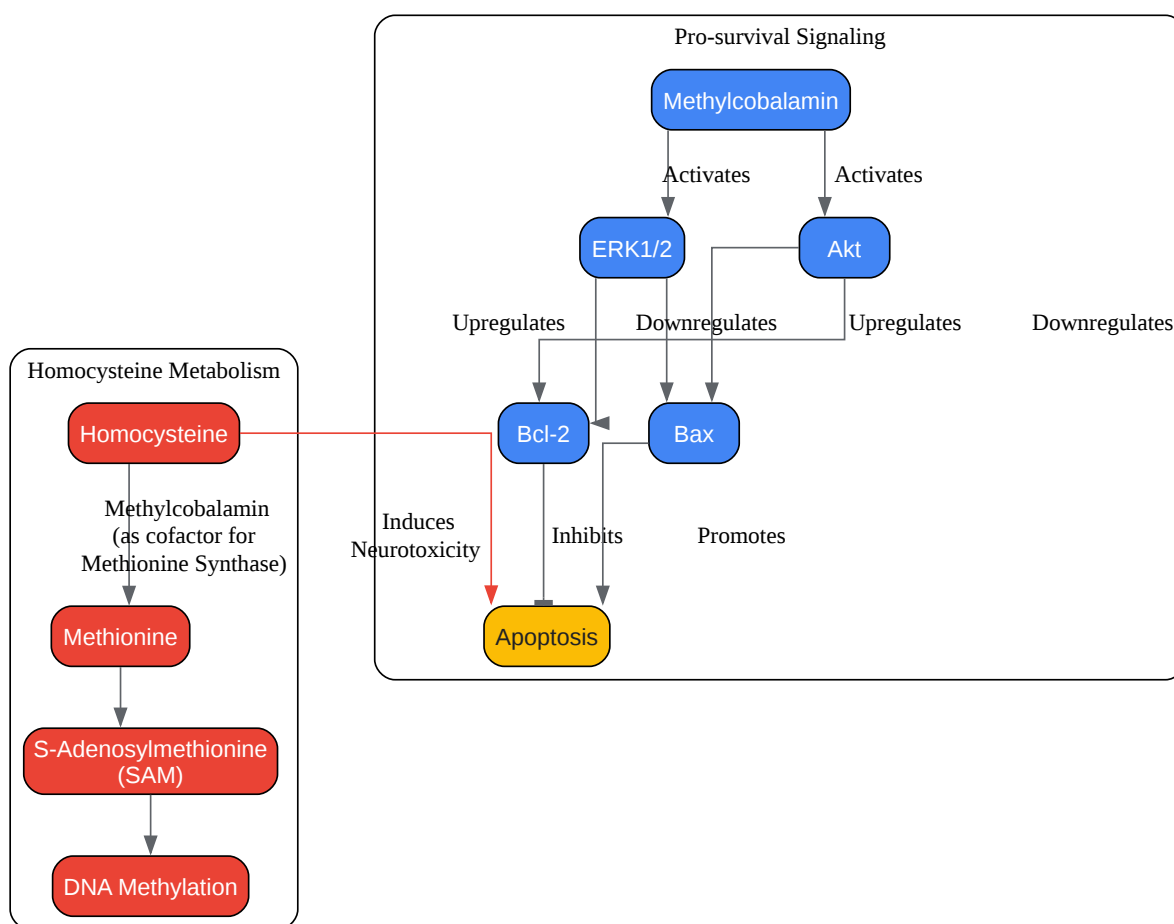 Pro-survival Signaling
Methylcobalamin
Activates
Activates
ERK1/2
Akt
Upregulates
Downregulates
Upregulates
Downregulates
Homocysteine Metabolism
Homocysteine
Bcl-2
Bax
Methylcobalamin
(as cofactor for
Methionine Synthase)
Induces
Neurotoxicity
Inhibits
Promotes
Methionine
Apoptosis
S-Adenosylmethionine
(SAM)
DNA Methylation